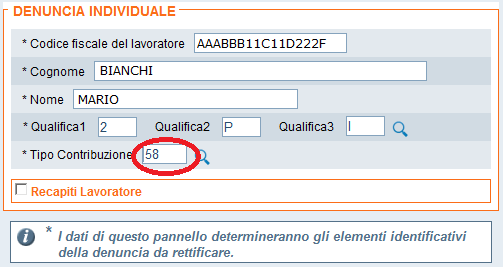 DENUNCIA INDIVIDUALE
* Codice fiscale del lavoratore AAABBB11C11D222F
* Cognome BIANCHI
* Nome MARIO
* Qualifica1 2 Qualifica2 P Qualifica3 I
* Tipo Contribuzione 58
Recapiti Lavoratore
i * I dati di questo pannello determineranno gli elementi identificativi
della denuncia da rettificare.